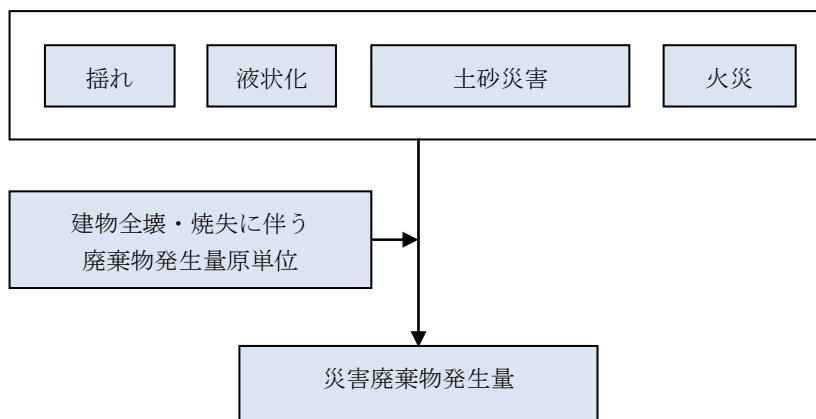 揺れ
液状化
土砂災害
火災
建物全壊・焼失に伴う
廃棄物発生量原単位
災害廃棄物発生量